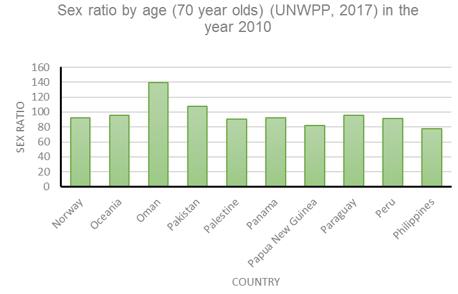 Sex ratio by age (70 year olds) (UNWPP, 2017) in the
year 2010
160
140
120
100
80
60
40
20
0
SEX RATIO
Norway
Oceania
Oman
Pakistan
Palestine
Panama
Papua New Guinea
Paraguay
Peru
Philippines
COUNTRY